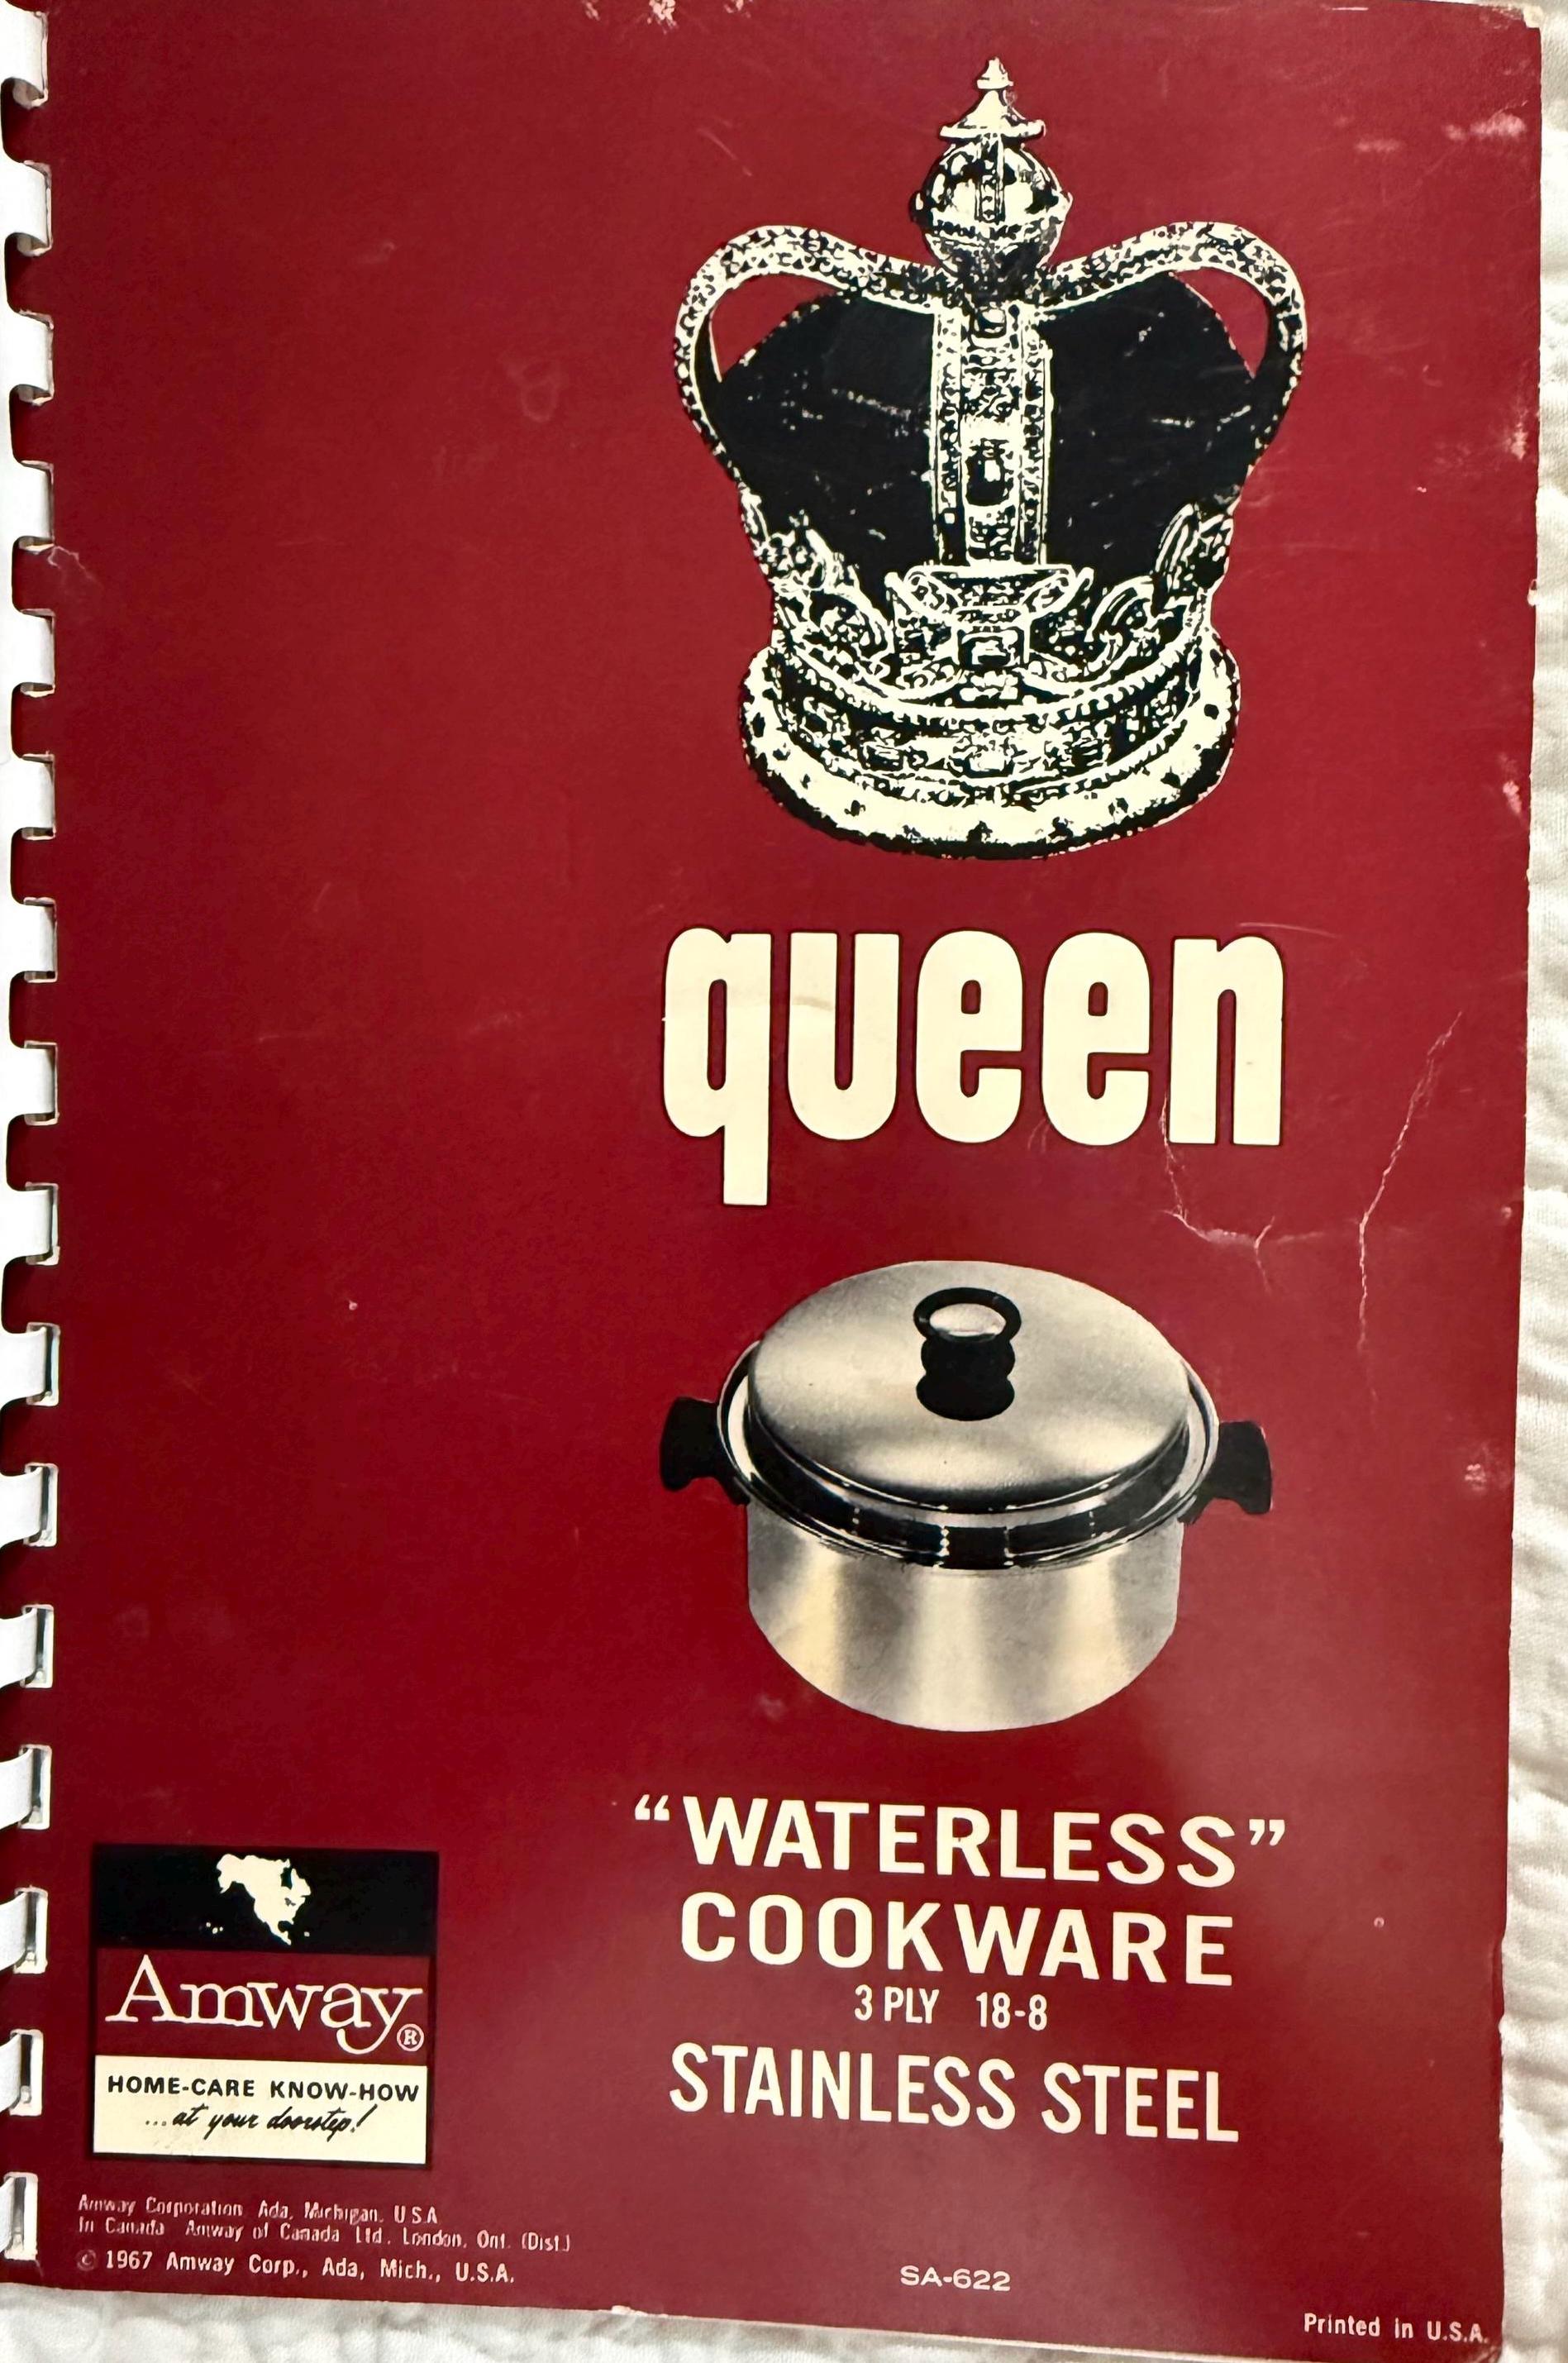 queen
“WATERLESS”
COOKWARE
3 PLY 18-8
STAINLESS STEEL
Amway®
HOME-CARE KNOW-HOW
...at your doorstep!
Amway Corporation Ada, Michigan, U.S.A.
In Canada Amway of Canada Ltd. London, Ont. (Dist.)
© 1967 Amway Corp., Ada, Mich., U.S.A.
SA-622
Printed in U.S.A.